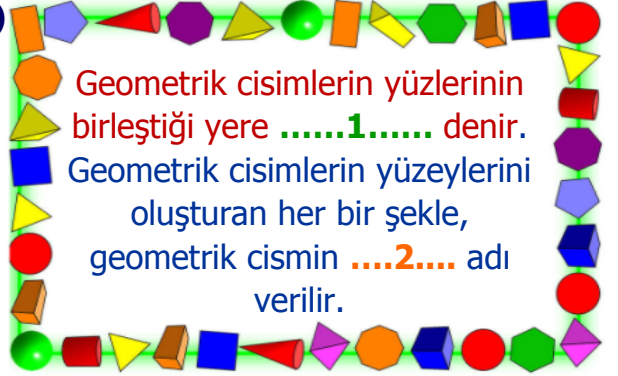 Geometrik cisimlerin yüzlerinin
birleştiği yere ......1...... denir.
Geometrik cisimlerin yüzeylerini
oluşturan her bir şekle,
geometrik cismin ....2.... adı
verilir.